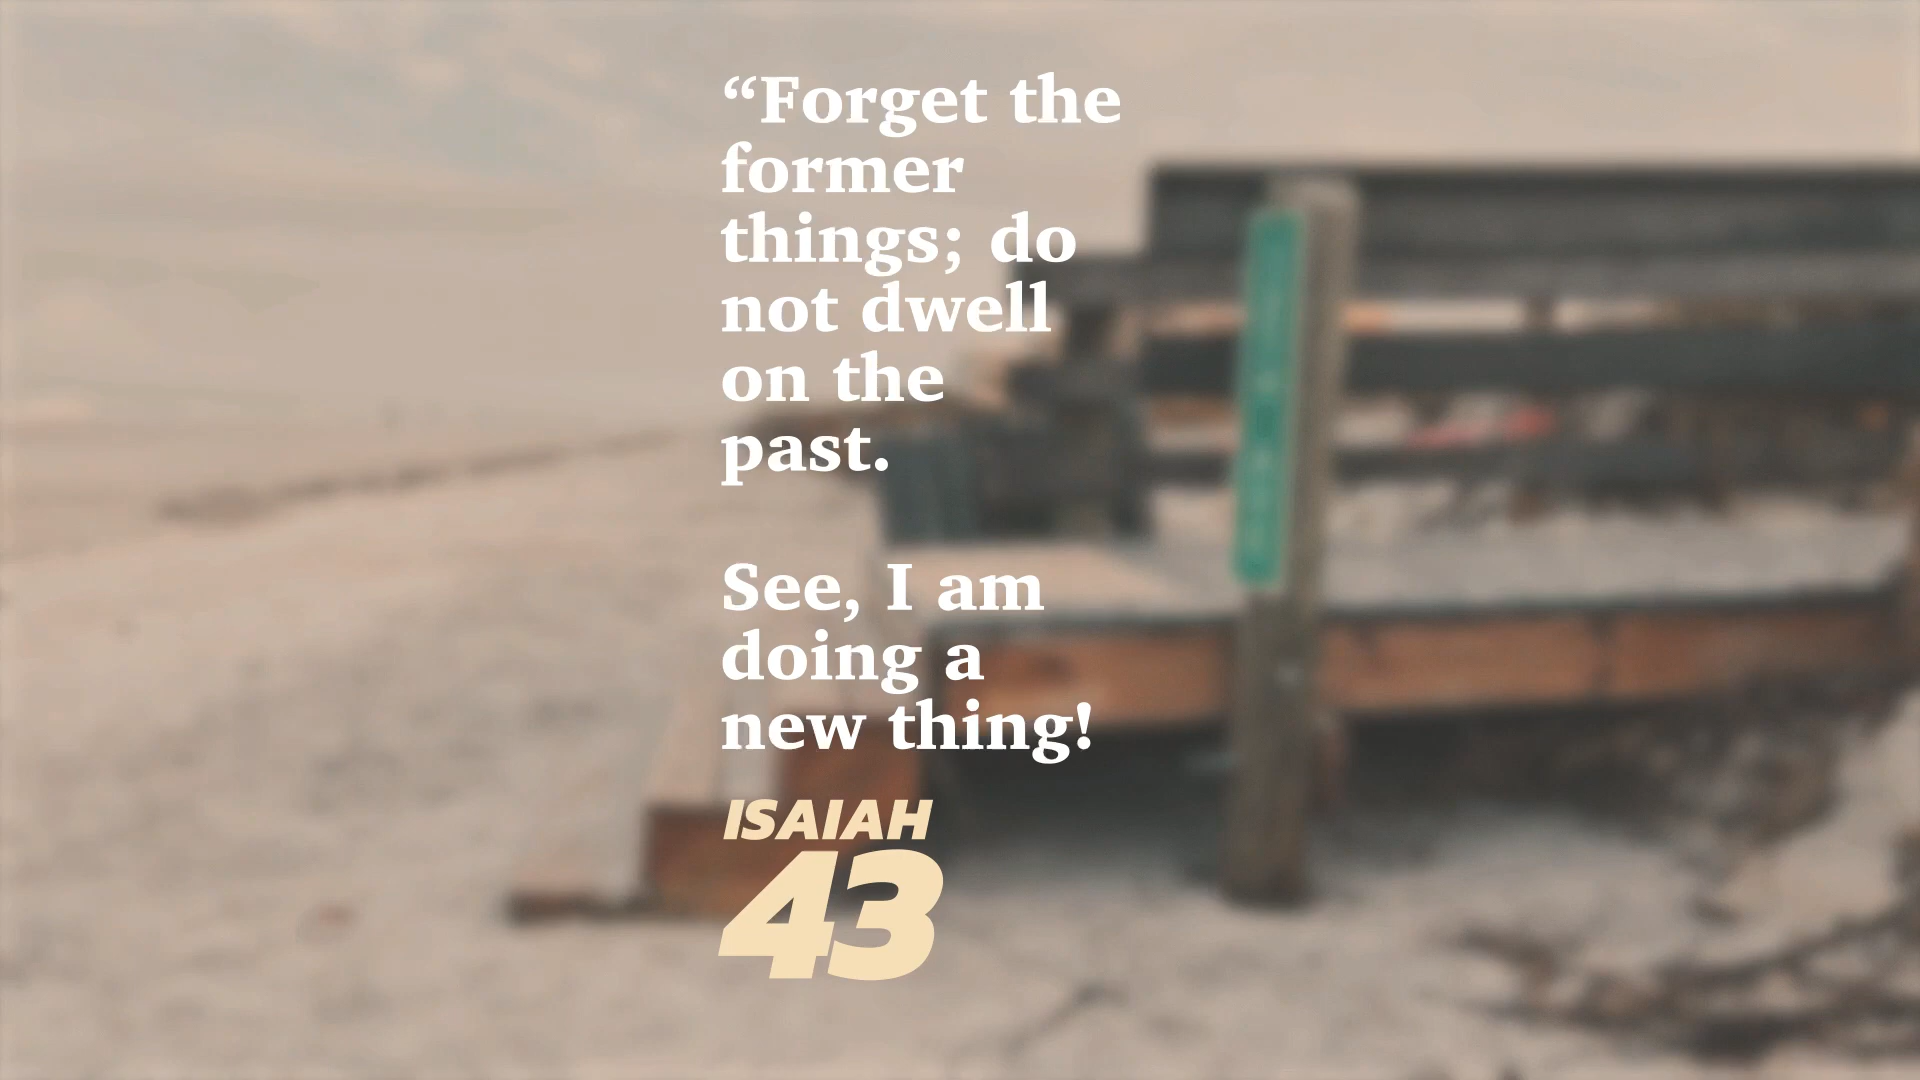 “Forget the
former
things; do
not dwell
on the
past.
See, I am
doing a
new thing!
ISAIAH
43